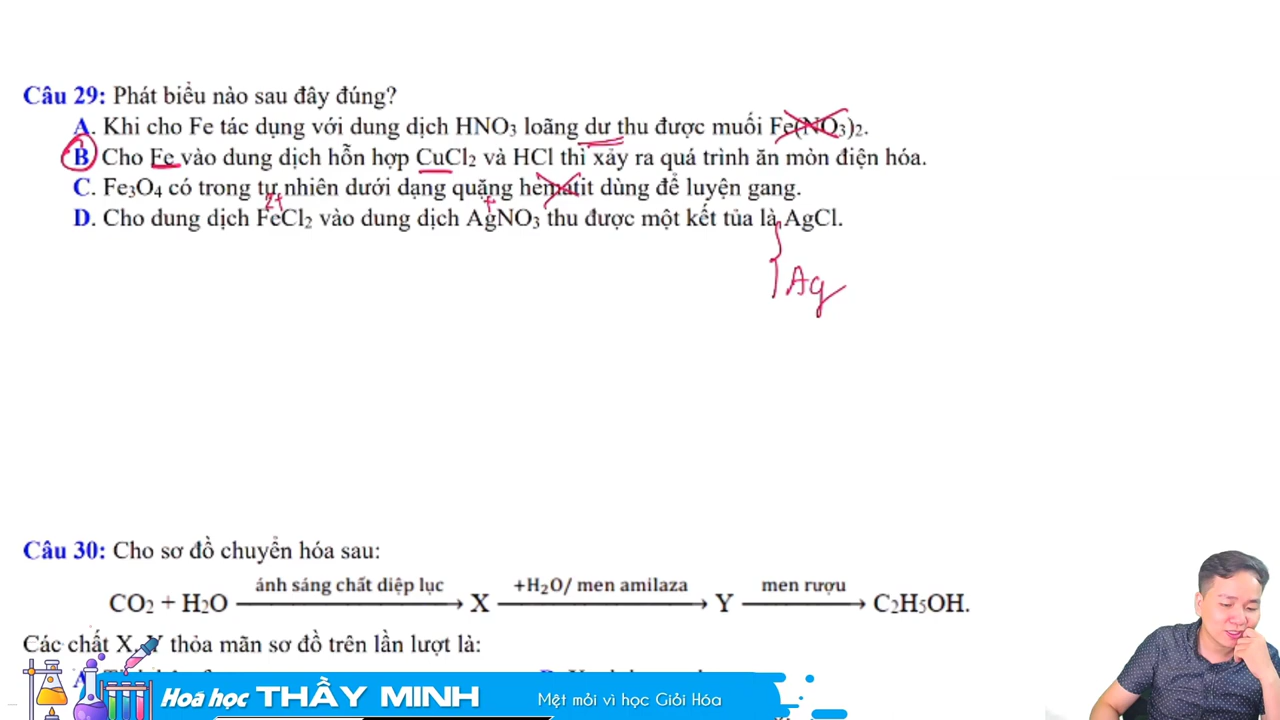 Câu 29: Phát biểu nào sau đây đúng?
A. Khi cho Fe tác dụng với dung dịch HNO₃ loãng dư thu được muối Fe(NO₃)₂.
B. Cho Fe vào dung dịch hỗn hợp CuCl₂ và HCl thì xảy ra quá trình ăn mòn điện hóa.
C. Fe₃O₄ có trong tự nhiên dưới dạng quặng hematit dùng để luyện gang.
2+ +
D. Cho dung dịch FeCl₂ vào dung dịch AgNO₃ thu được một kết tủa là AgCl.
Ag
Câu 30: Cho sơ đồ chuyển hóa sau:
ánh sáng chất diệp lục +H₂O/ men amilaza men rượu
CO₂ + H₂O → X → Y → C₂H₅OH.
Các chất X, Y thỏa mãn sơ đồ trên lần lượt là:
Hoá học THẦY MINH Mệt mỏi vì học Giỏi Hóa